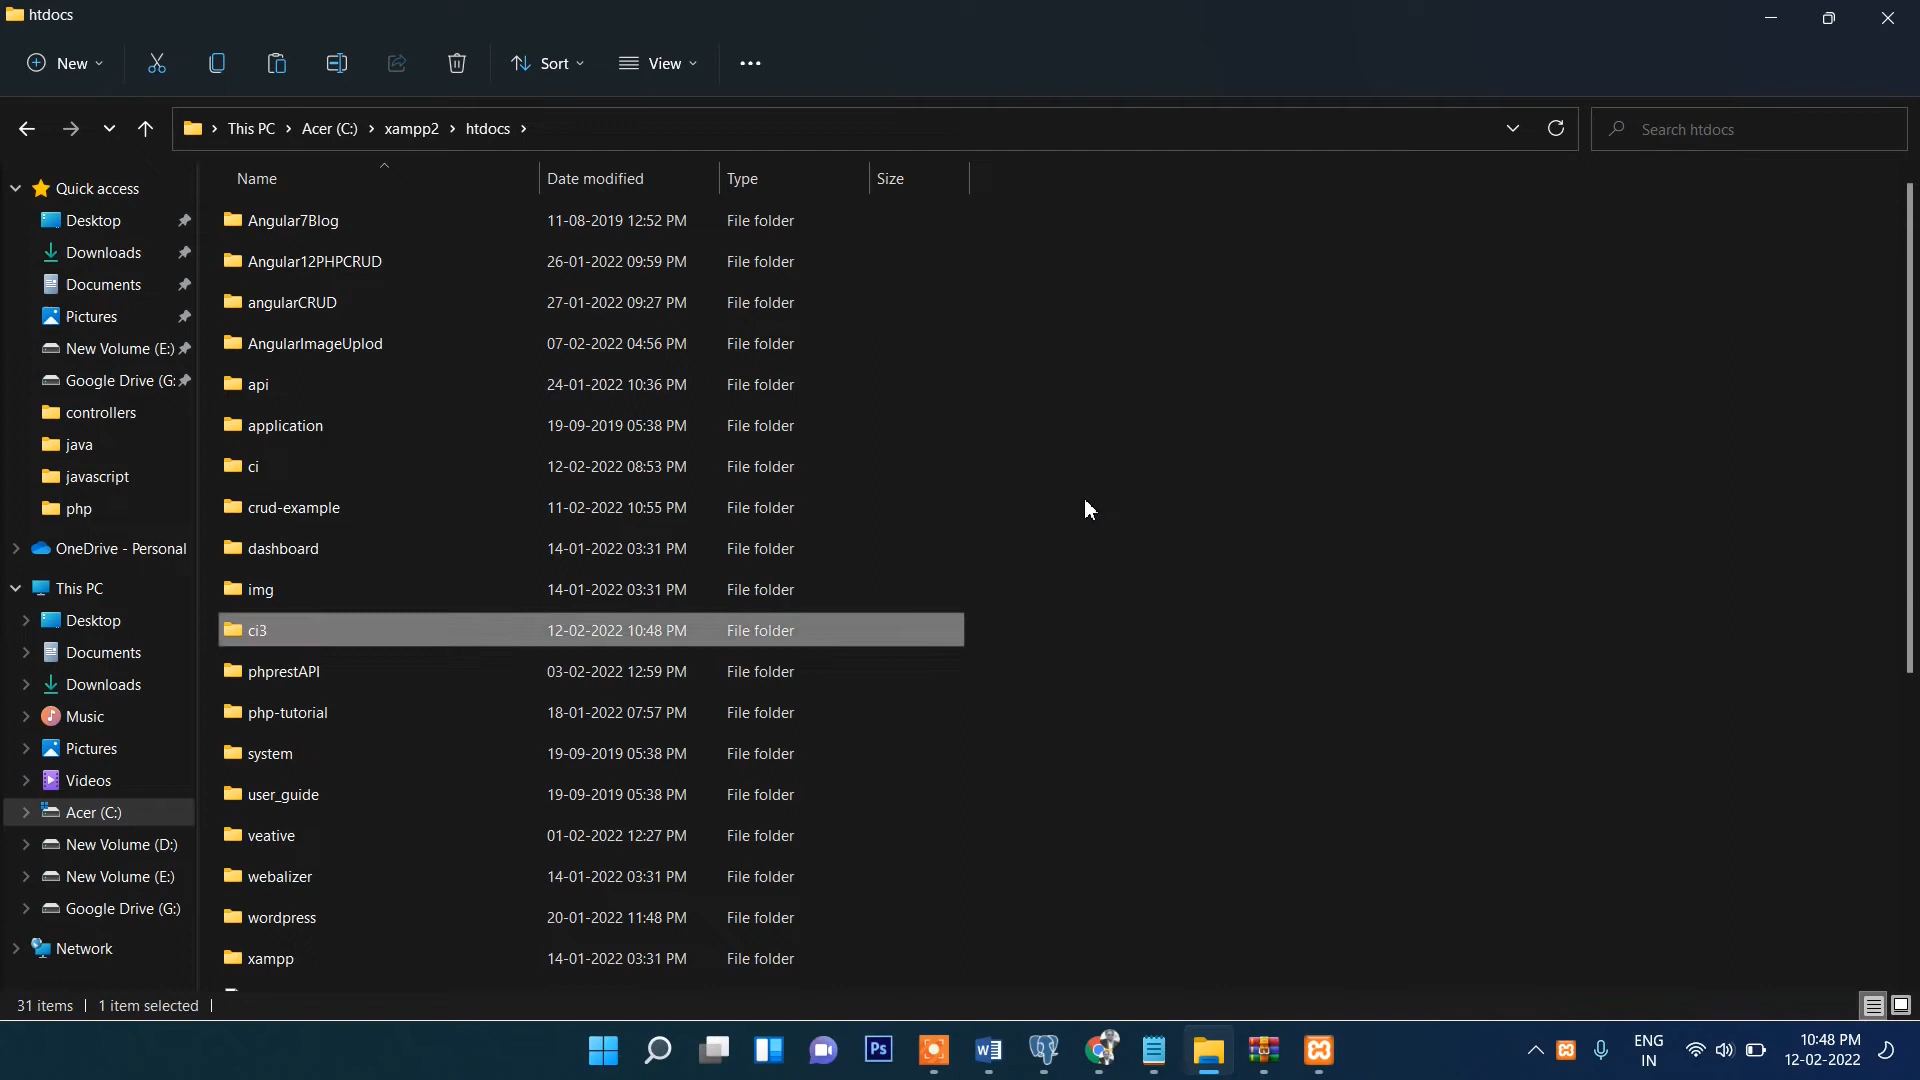 htdocs
New
Sort
View
This PC > Acer (C:) > xampp2 > htdocs >
Search htdocs
Name Date modified Type Size
Quick access
Desktop
Downloads
Documents
Pictures
New Volume (E:)
Google Drive (G:
controllers
java
javascript
php
OneDrive - Personal
This PC
Desktop
Documents
Downloads
Music
Pictures
Videos
Acer (C:)
New Volume (D:)
New Volume (E:)
Google Drive (G:)
Network
Angular7Blog 11-08-2019 12:52 PM File folder
Angular12PHPCRUD 26-01-2022 09:59 PM File folder
angularCRUD 27-01-2022 09:27 PM File folder
AngularImageUplod 07-02-2022 04:56 PM File folder
api 24-01-2022 10:36 PM File folder
application 19-09-2019 05:38 PM File folder
ci 12-02-2022 08:53 PM File folder
crud-example 11-02-2022 10:55 PM File folder
dashboard 14-01-2022 03:31 PM File folder
img 14-01-2022 03:31 PM File folder
ci3 12-02-2022 10:48 PM File folder
phprestAPI 03-02-2022 12:59 PM File folder
php-tutorial 18-01-2022 07:57 PM File folder
system 19-09-2019 05:38 PM File folder
user_guide 19-09-2019 05:38 PM File folder
veative 01-02-2022 12:27 PM File folder
webalizer 14-01-2022 03:31 PM File folder
wordpress 20-01-2022 11:48 PM File folder
xampp 14-01-2022 03:31 PM File folder
31 items 1 item selected
Ps
ENG
IN
10:48 PM
12-02-2022